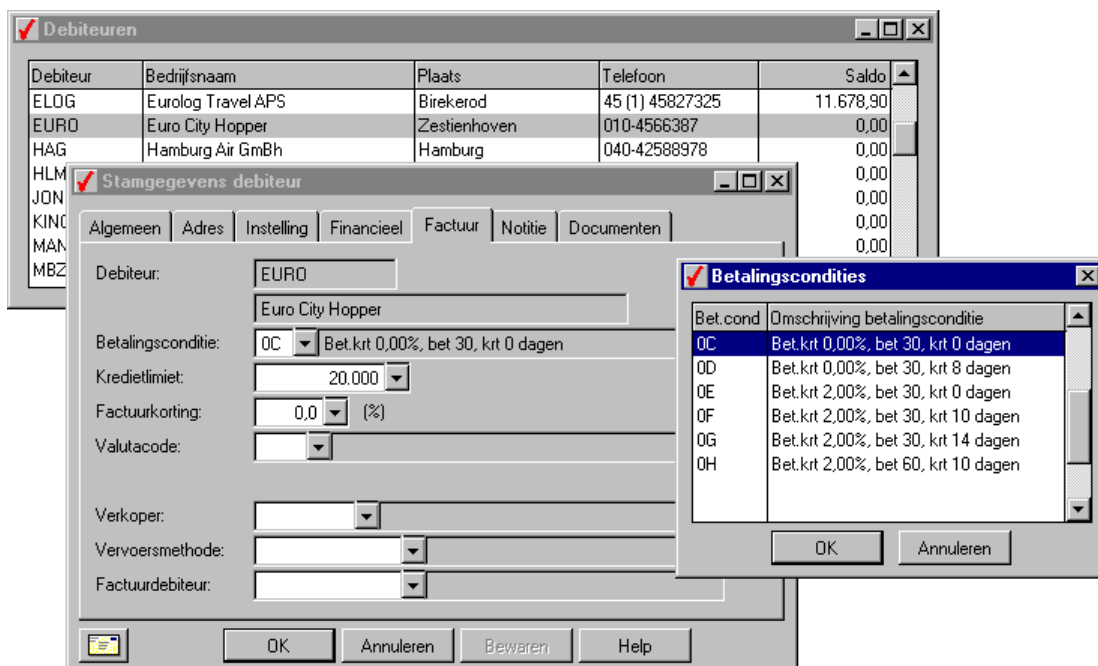 Debiteuren
Debiteur Bedrijfsnaam Plaats Telefoon Saldo
ELOG Eurolog Travel APS Birekerod 45 (1) 45827325 11.678,90
EURO Euro City Hopper Zestienhoven 010-4566387 0,00
HAG Hamburg Air GmBh Hamburg 040-42588978 0,00
HLM 0,00
JON 0,00
KING 0,00
MAN 0,00
MBZ
Stamgegevens debiteur
Algemeen Adres Instelling Financieel Factuur Notitie Documenten
Debiteur: EURO
Euro City Hopper
Betalingsconditie: 0C Bet.krt 0,00%, bet 30, krt 0 dagen
Kredietlimiet: 20.000
Factuurkorting: 0,0 (%)
Valutacode:
Verkoper:
Vervoersmethode:
Factuurdebiteur:
OK Annuleren Bewaren Help
Betalingscondities
Bet.cond Omschrijving betalingsconditie
0C Bet.krt 0,00%, bet 30, krt 0 dagen
0D Bet.krt 0,00%, bet 30, krt 8 dagen
0E Bet.krt 2,00%, bet 30, krt 0 dagen
0F Bet.krt 2,00%, bet 30, krt 10 dagen
0G Bet.krt 2,00%, bet 30, krt 14 dagen
0H Bet.krt 2,00%, bet 60, krt 10 dagen
OK Annuleren